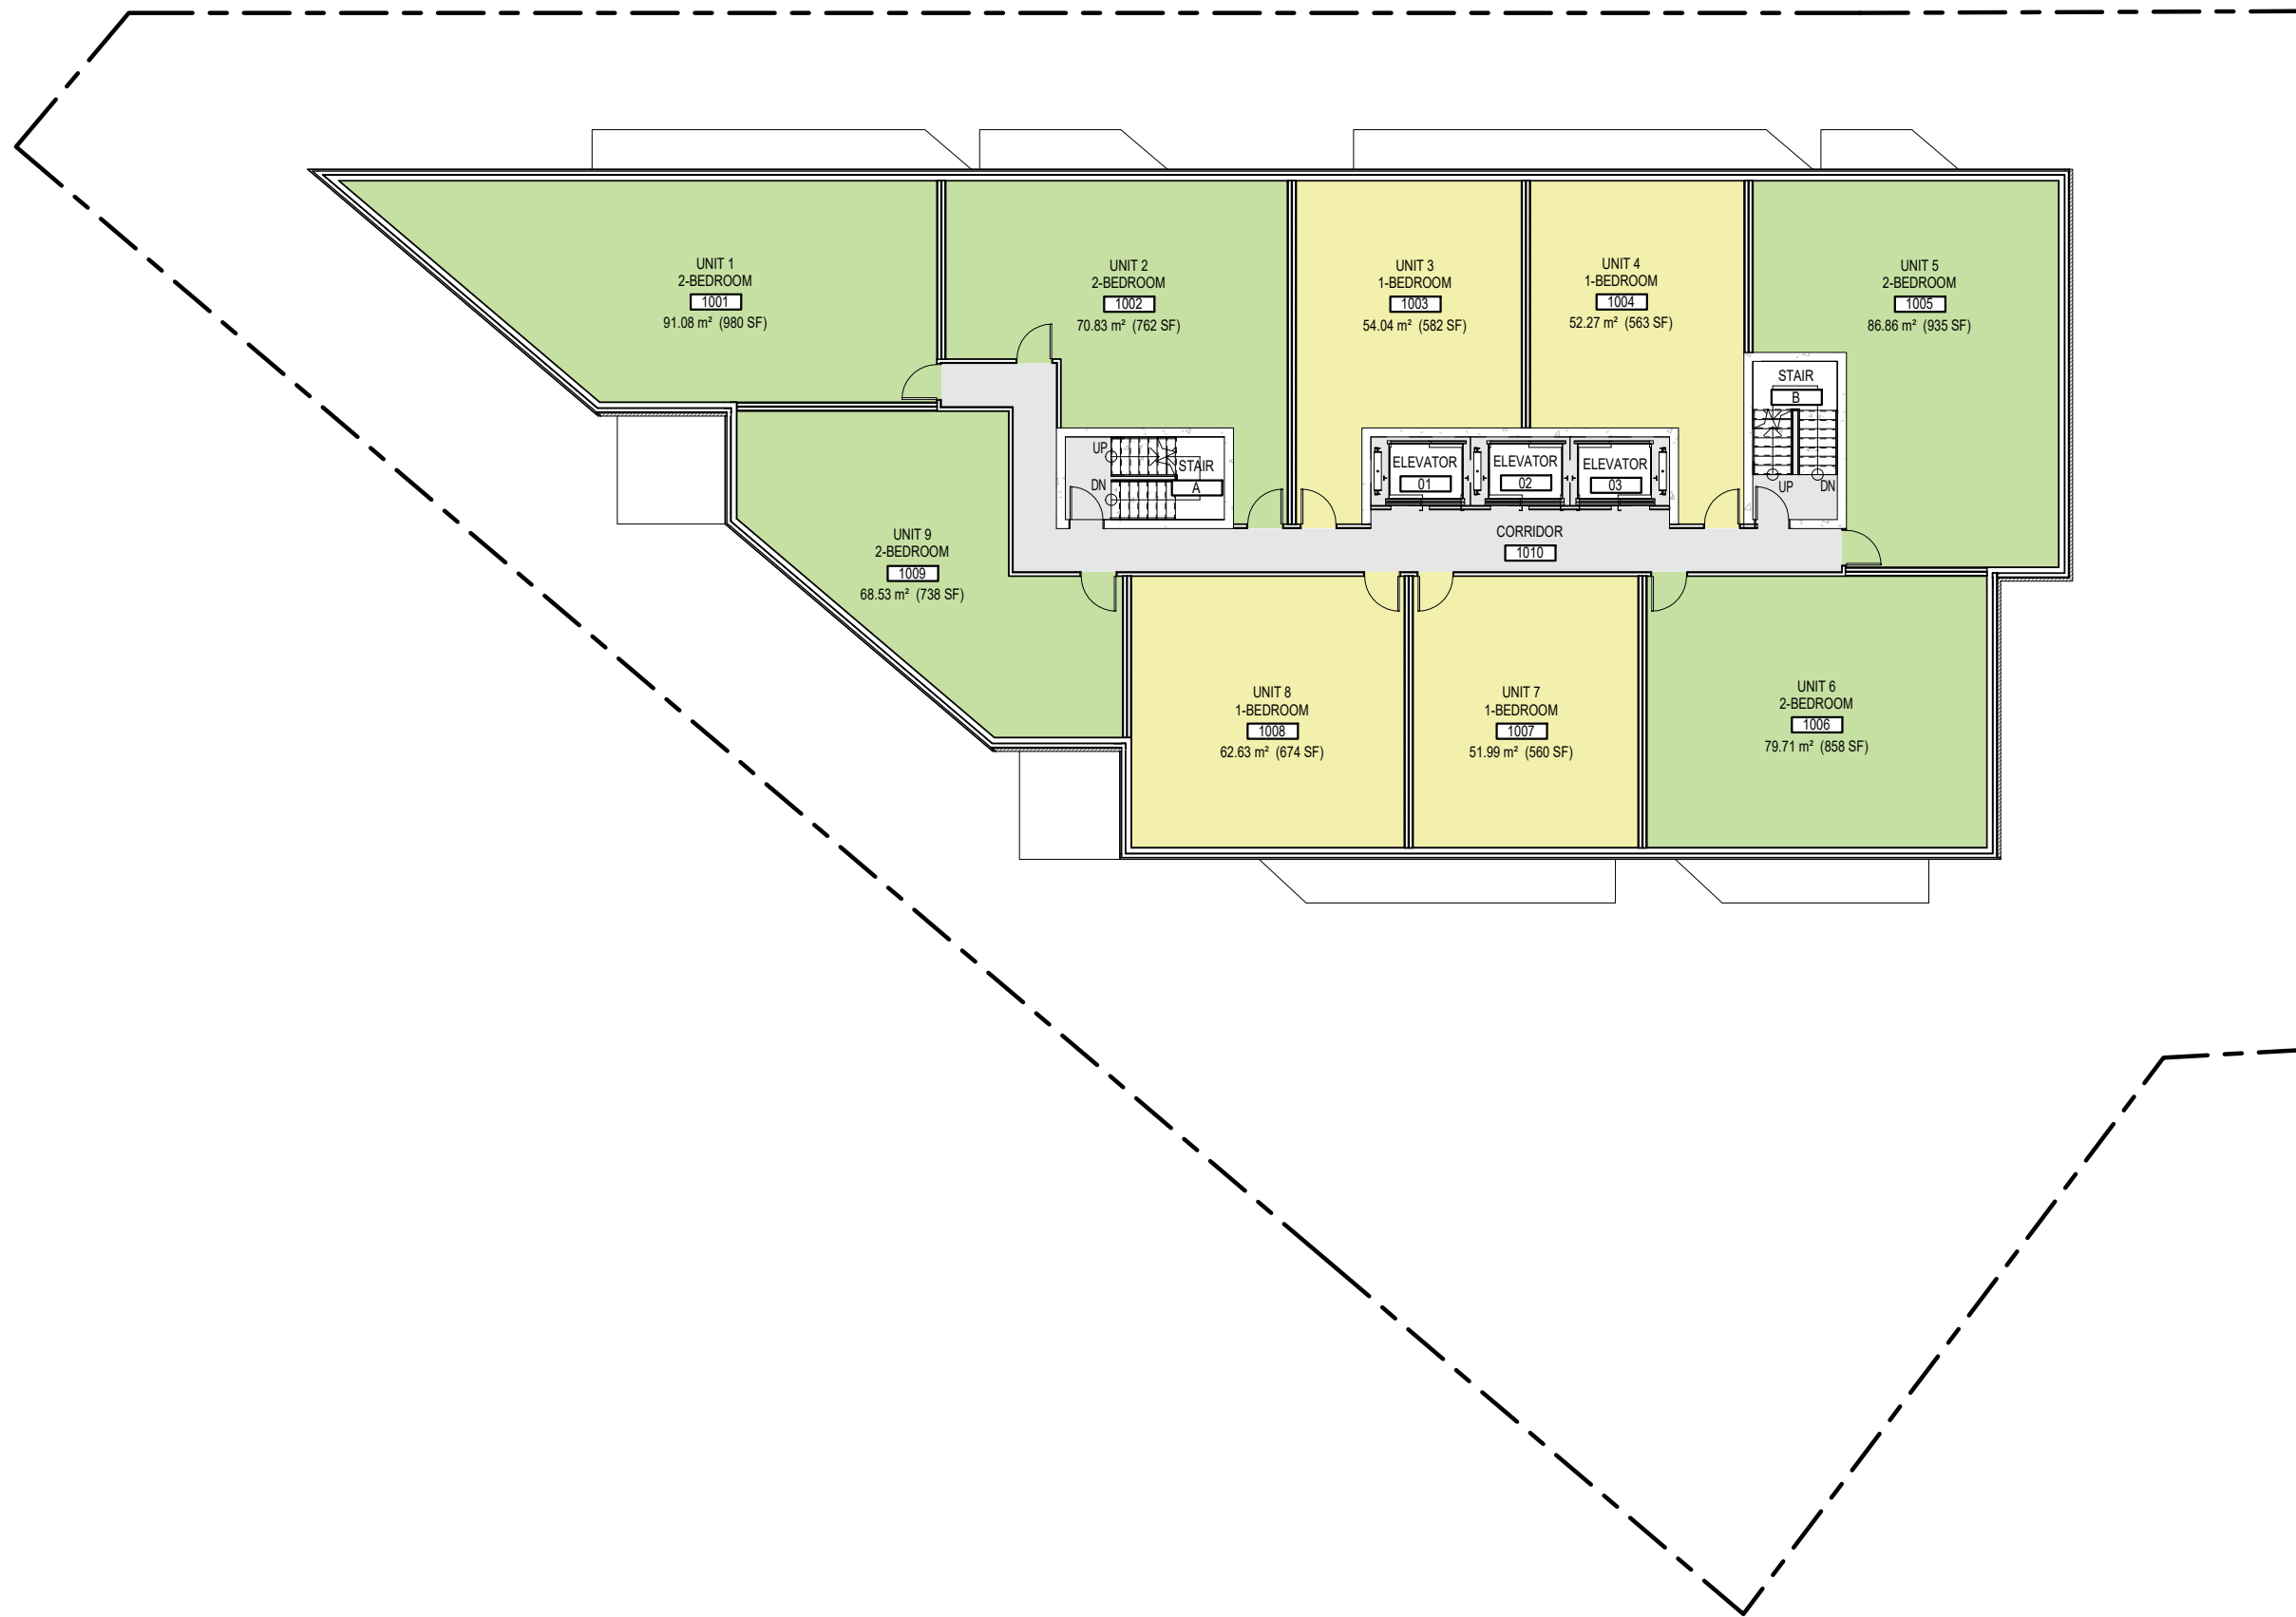 UNIT 1
2-BEDROOM
1001
91.08 m² (980 SF)
UNIT 2
2-BEDROOM
1002
70.83 m² (762 SF)
UNIT 3
1-BEDROOM
1003
54.04 m² (582 SF)
UNIT 4
1-BEDROOM
1004
52.27 m² (563 SF)
UNIT 5
2-BEDROOM
1005
86.86 m² (935 SF)
STAIR
B
UP
DN
UP
DN
STAIR
A
ELEVATOR
01
ELEVATOR
02
ELEVATOR
03
CORRIDOR
1010
UNIT 9
2-BEDROOM
1009
68.53 m² (738 SF)
UNIT 8
1-BEDROOM
1008
62.63 m² (674 SF)
UNIT 7
1-BEDROOM
1007
51.99 m² (560 SF)
UNIT 6
2-BEDROOM
1006
79.71 m² (858 SF)